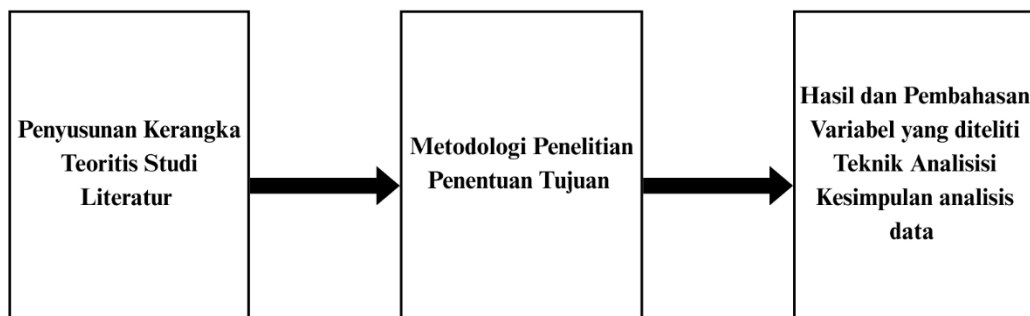 Penyusunan Kerangka
Teoritis Studi
Literatur
Metodologi Penelitian
Penentuan Tujuan
Hasil dan Pembahasan
Variabel yang diteliti
Teknik Analisisi
Kesimpulan analisis
data